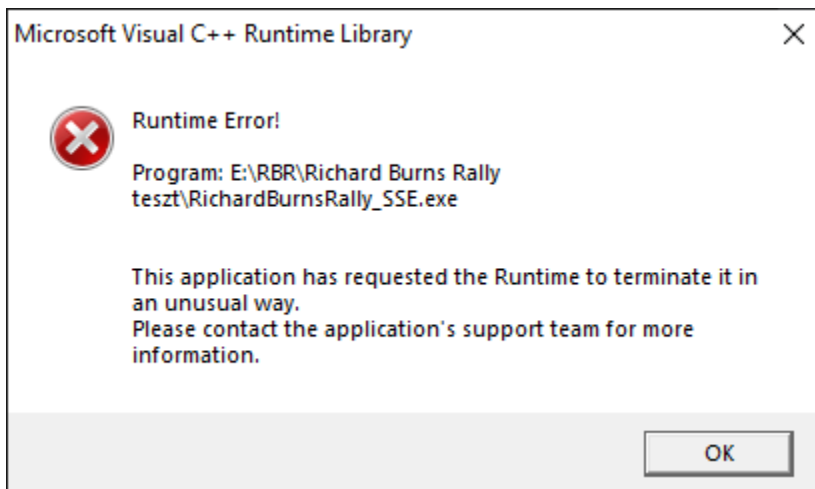 Microsoft Visual C++ Runtime Library
Runtime Error!
Program: E:\RBR\Richard Burns Rally
teszt\RichardBurnsRally_SSE.exe
This application has requested the Runtime to terminate it in
an unusual way.
Please contact the application's support team for more
information.
OK